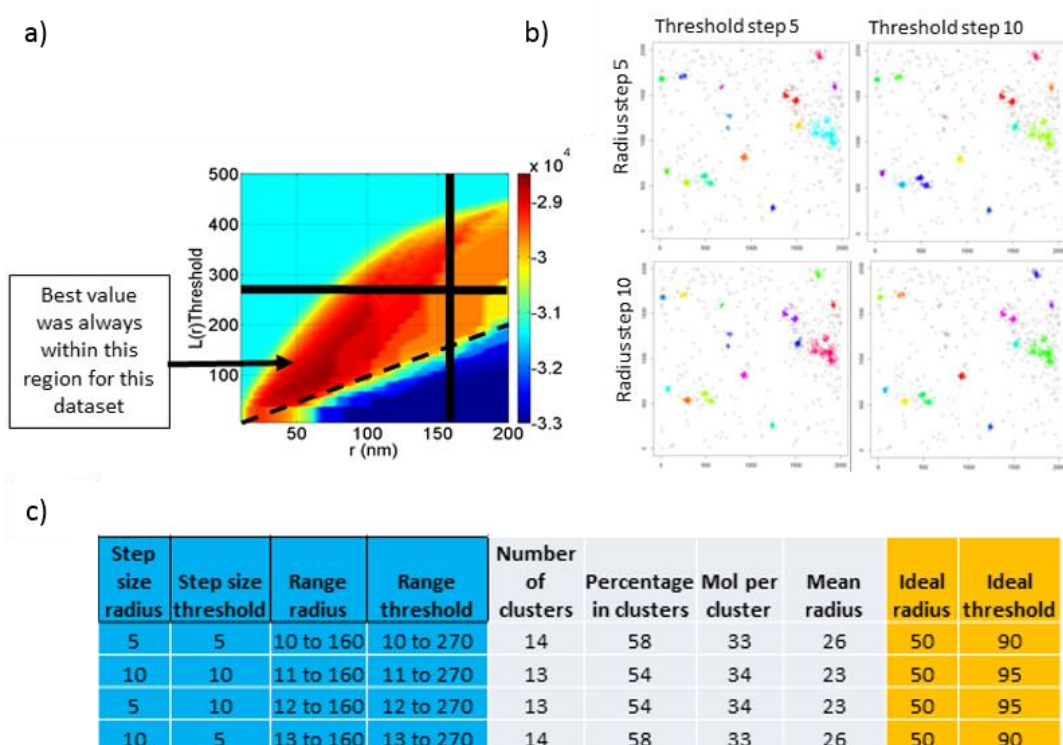 a)
b)
Threshold step 5
Threshold step 10
Radius step 5
Radius step 10
x 10^4
500
400
300
200
100
50
100
150
200
r (nm)
L(r)Threshold
-2.9
-3
-3.1
-3.2
-3.3
Best value
was always
within this
region for this
dataset
c)
Step size radius Step size threshold Range radius Range threshold Number of clusters Percentage in clusters Mol per cluster Mean radius Ideal radius Ideal threshold
5 5 10 to 160 10 to 270 14 58 33 26 50 90
10 10 11 to 160 11 to 270 13 54 34 23 50 95
5 10 12 to 160 12 to 270 13 54 34 23 50 95
10 5 13 to 160 13 to 270 14 58 33 26 50 90